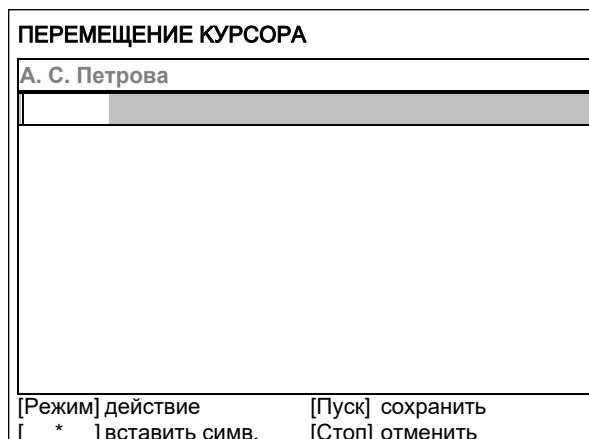 ПЕРЕМЕЩЕНИЕ КУРСОРА
А. С. Петрова
[Режим] действие [Пуск] сохранить
[ * ] вставить симв. [Стоп] отменить